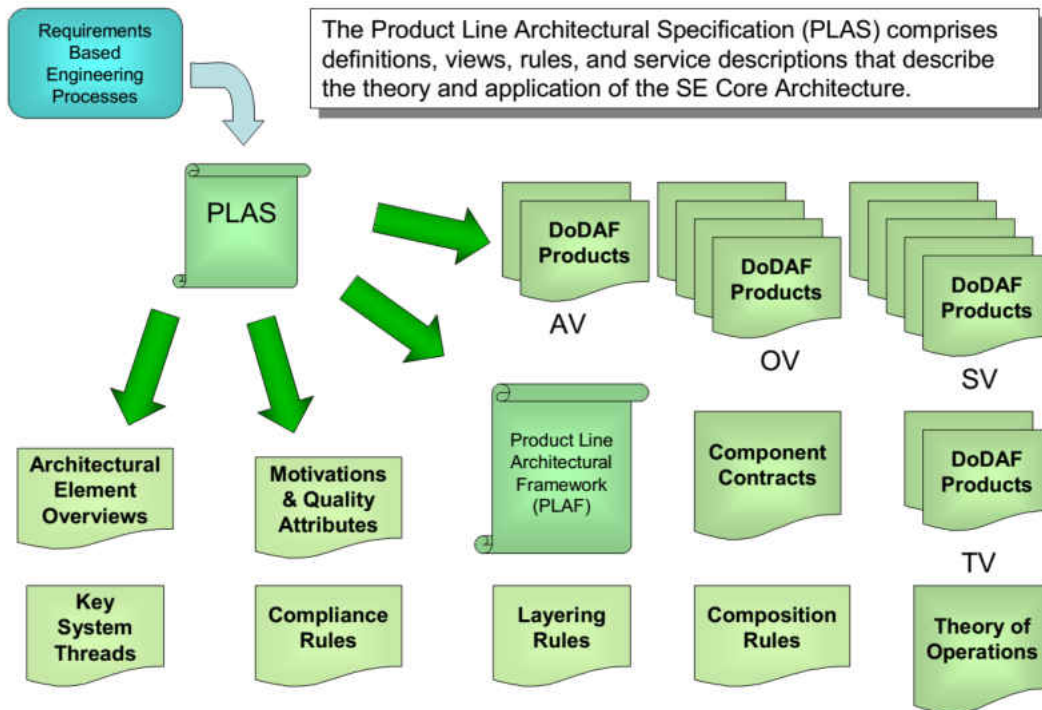 Requirements
Based
Engineering
Processes
The Product Line Architectural Specification (PLAS) comprises
definitions, views, rules, and service descriptions that describe
the theory and application of the SE Core Architecture.
PLAS
DoDAF
Products
AV
DoDAF
Products
OV
DoDAF
Products
SV
Architectural
Element
Overviews
Motivations
& Quality
Attributes
Product Line
Architectural
Framework
(PLAF)
Component
Contracts
DoDAF
Products
TV
Key
System
Threads
Compliance
Rules
Layering
Rules
Composition
Rules
Theory of
Operations